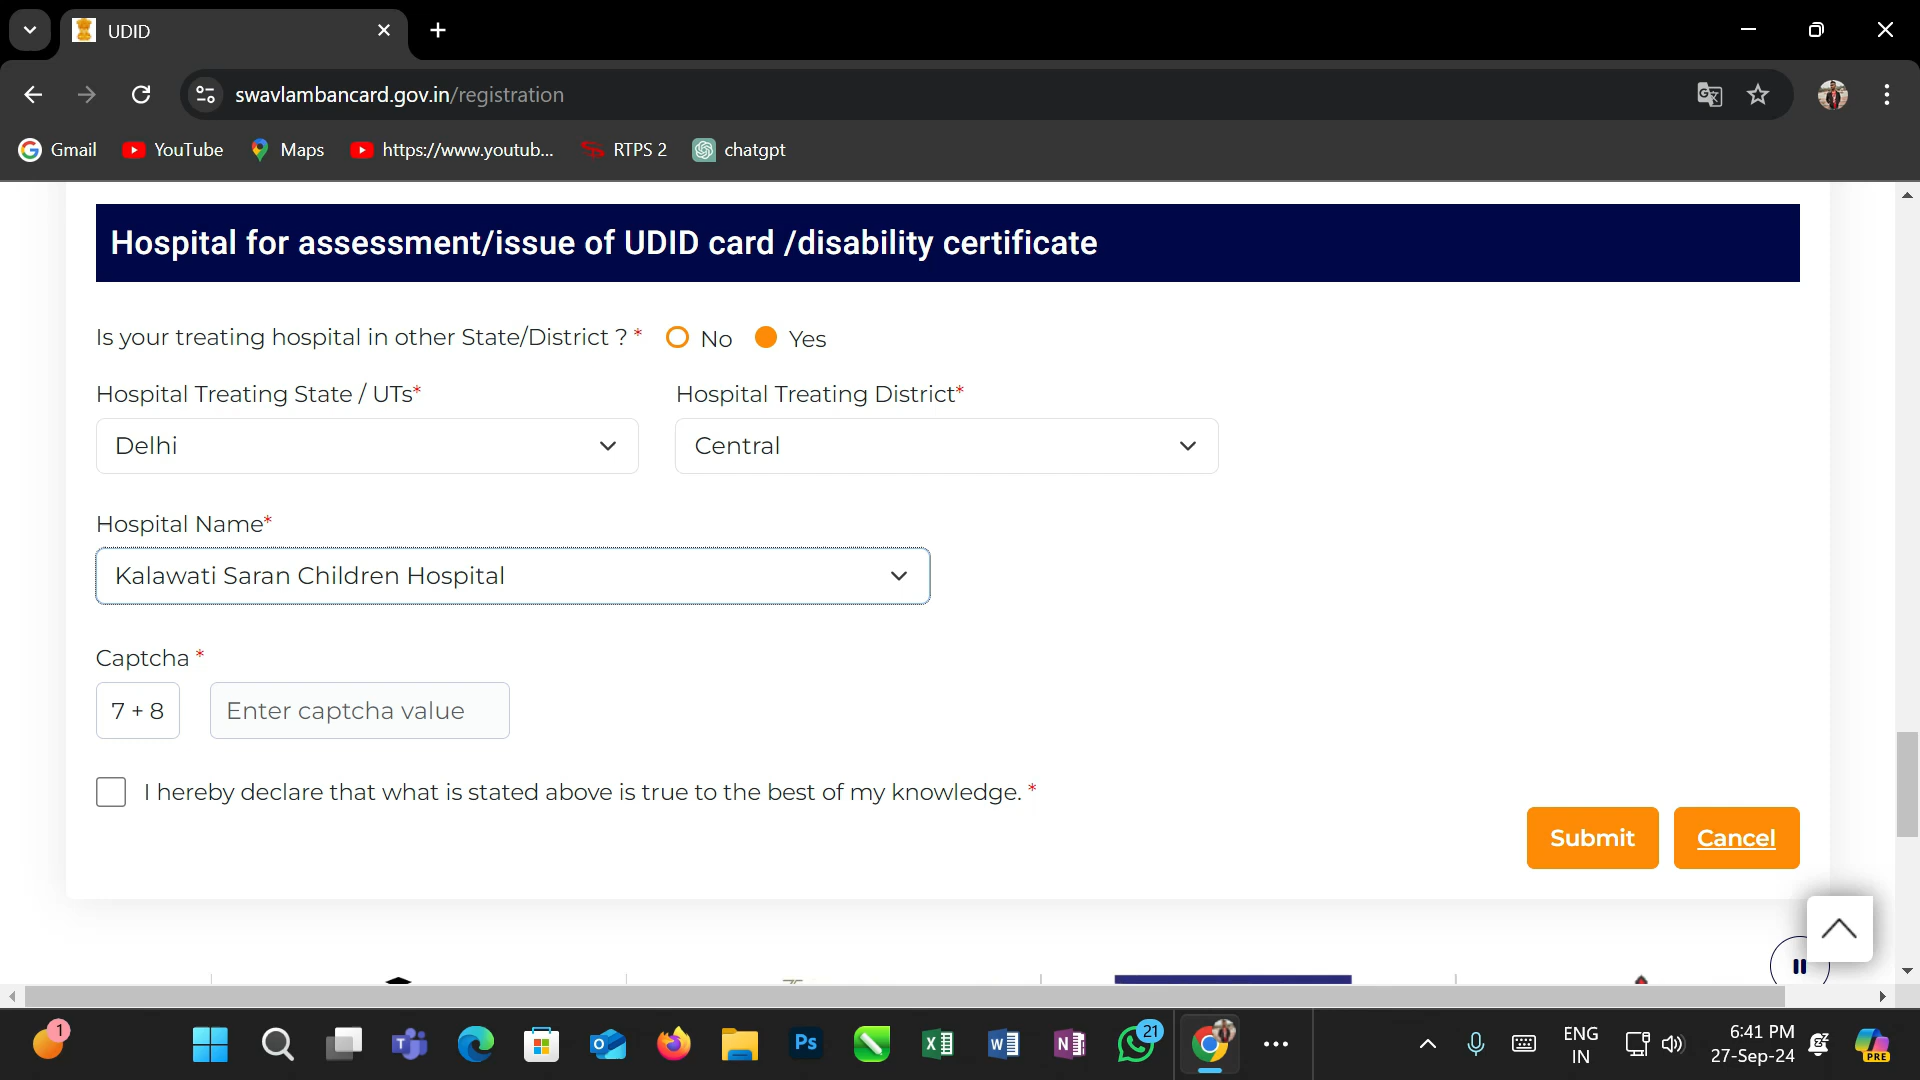 UDID
swavlambancard.gov.in/registration
Gmail YouTube Maps https://www.youtub... RTPS 2 chatgpt
Hospital for assessment/issue of UDID card /disability certificate
Is your treating hospital in other State/District ? * No Yes
Hospital Treating State / UTs* Hospital Treating District*
Delhi Central
Hospital Name*
Kalawati Saran Children Hospital
Captcha *
7 + 8 Enter captcha value
I hereby declare that what is stated above is true to the best of my knowledge. *
Submit Cancel
1
21
ENG
IN
6:41 PM
27-Sep-24
PRE
Ps